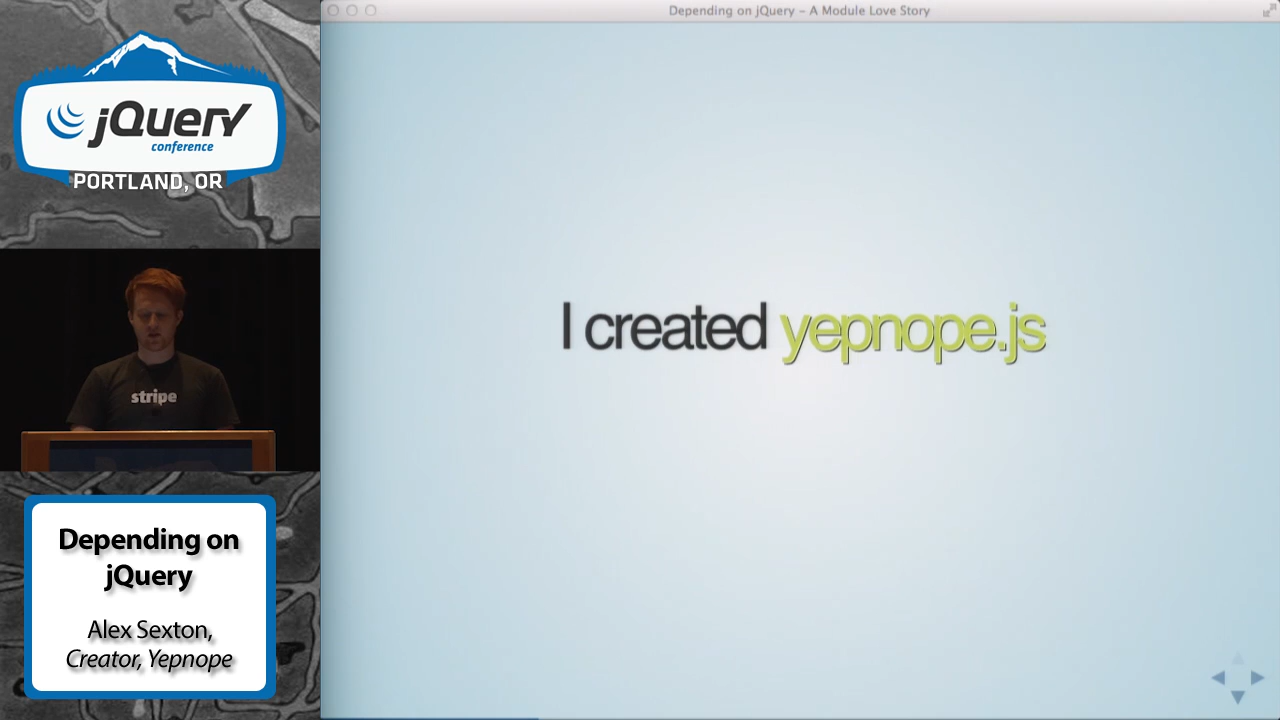 Depending on jQuery – A Module Love Story
jQuery
conference
PORTLAND, OR
I created yepnope.js
stripe
Depending on
jQuery
Alex Sexton,
Creator, Yepnope